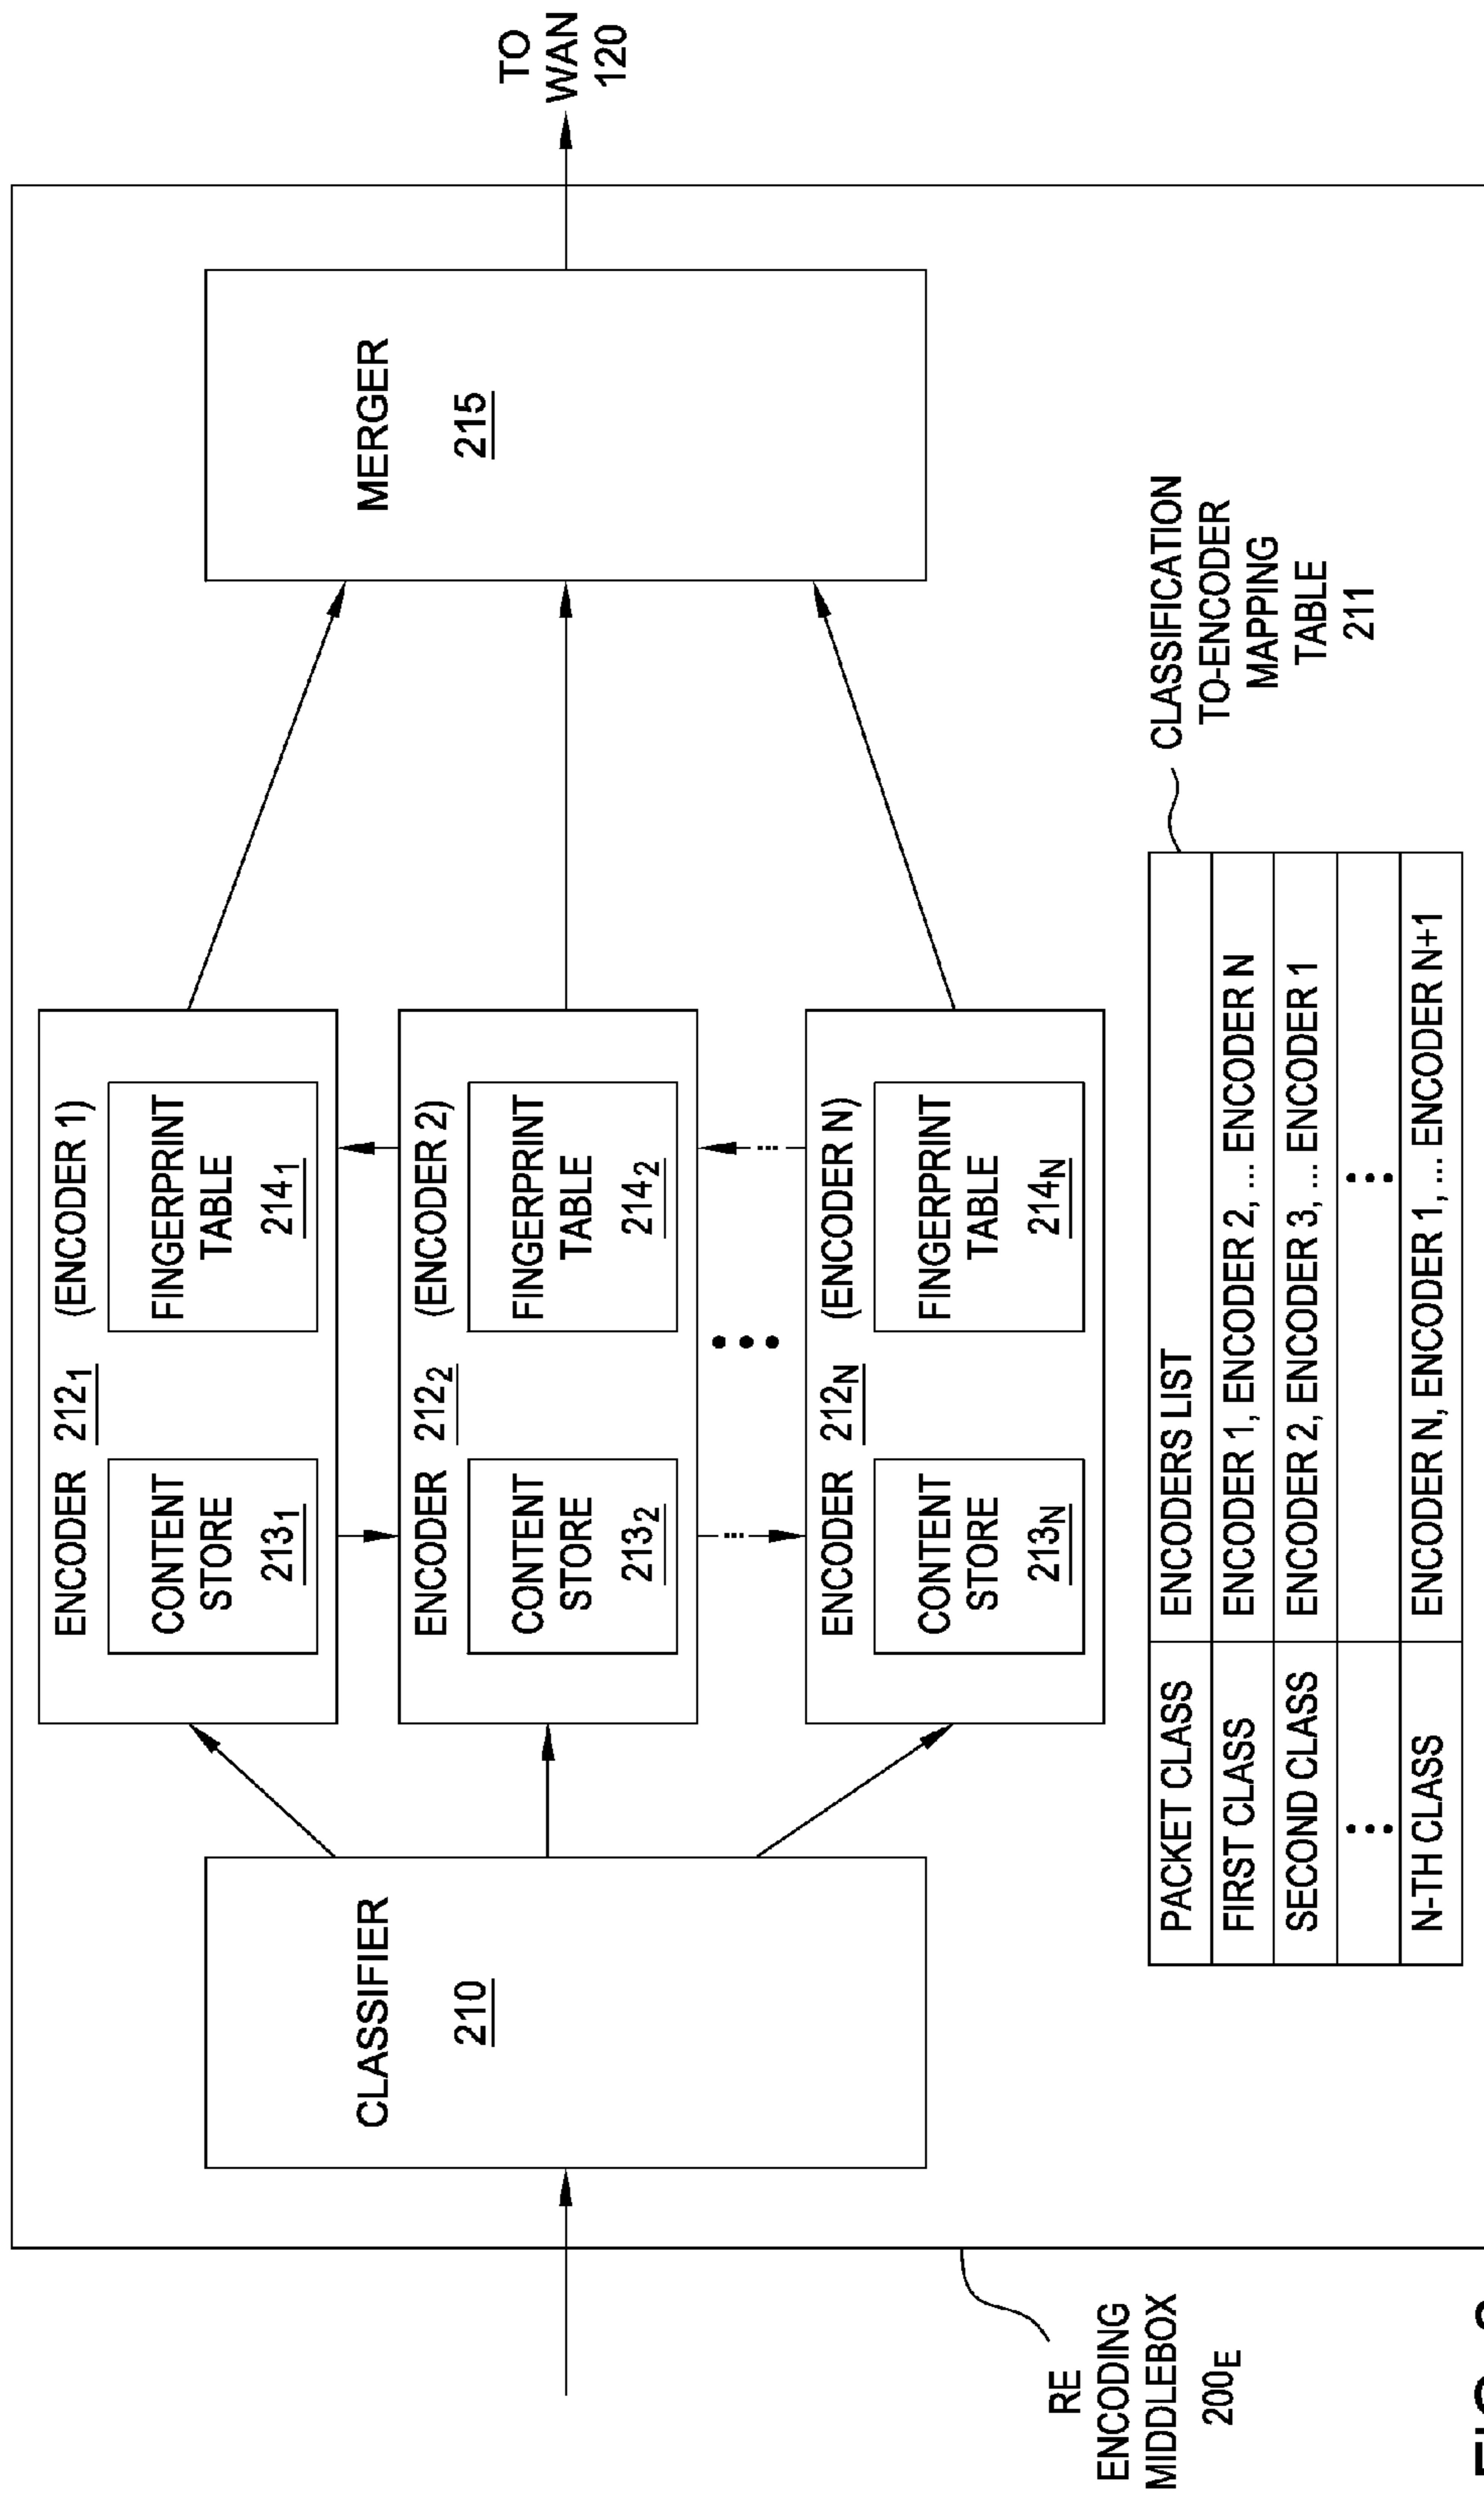 RE
ENCODING
MIDDLEBOX
200E
CLASSIFIER
210
ENCODER 212₁ (ENCODER 1)
CONTENT
STORE
213₁
FINGERPRINT
TABLE
214₁
ENCODER 212₂ (ENCODER 2)
CONTENT
STORE
213₂
FINGERPRINT
TABLE
214₂
ENCODER 212N (ENCODER N)
CONTENT
STORE
213N
FINGERPRINT
TABLE
214N
MERGER
215
TO
WAN
120
PACKET CLASS ENCODERS LIST
FIRST CLASS ENCODER 1, ENCODER 2, ... ENCODER N
SECOND CLASS ENCODER 2, ENCODER 3, ... ENCODER 1
N-TH CLASS ENCODER N, ENCODER 1, ... ENCODER N+1
CLASSIFICATION
TO-ENCODER
MAPPING
TABLE
211